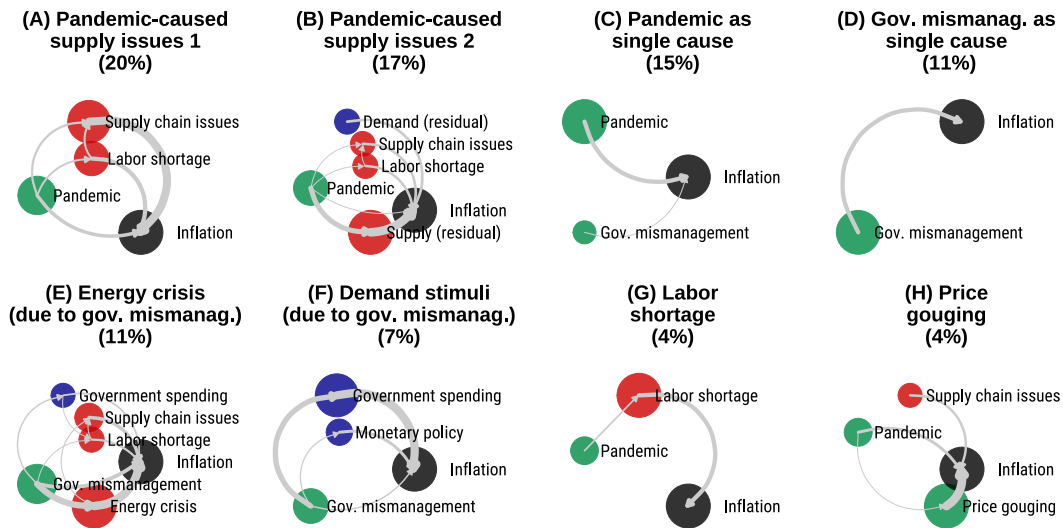 (A) Pandemic-caused
supply issues 1
(20%)
Supply chain issues
Labor shortage
Pandemic
Inflation
(B) Pandemic-caused
supply issues 2
(17%)
Demand (residual)
Supply chain issues
Labor shortage
Pandemic
Inflation
Supply (residual)
(C) Pandemic as
single cause
(15%)
Pandemic
Inflation
Gov. mismanagement
(D) Gov. mismanag. as
single cause
(11%)
Inflation
Gov. mismanagement
(E) Energy crisis
(due to gov. mismanag.)
(11%)
Government spending
Supply chain issues
Labor shortage
Inflation
Gov. mismanagement
Energy crisis
(F) Demand stimuli
(due to gov. mismanag.)
(7%)
Government spending
Monetary policy
Inflation
Gov. mismanagement
(G) Labor
shortage
(4%)
Labor shortage
Pandemic
Inflation
(H) Price
gouging
(4%)
Supply chain issues
Pandemic
Inflation
Price gouging